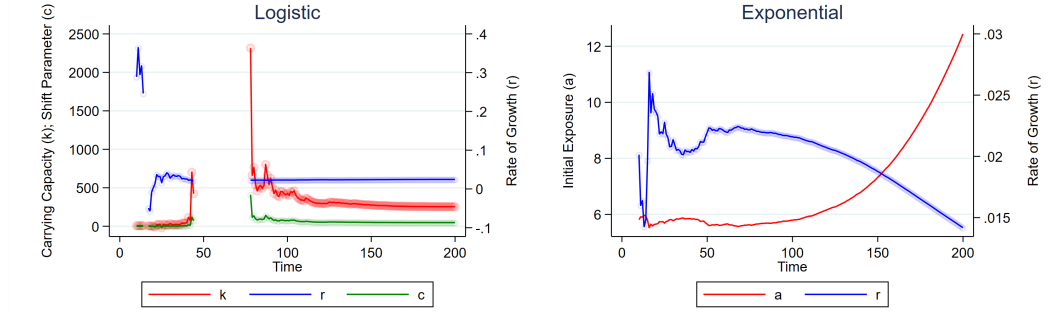 Logistic
Carrying Capacity (k); Shift Parameter (c)
2500
2000
1500
1000
500
0
.4
.3
.2
.1
0
-.1
Rate of Growth (r)
0 50 100 150 200
Time
k r c
Exponential
Initial Exposure (a)
12
10
8
6
.03
.025
.02
.015
Rate of Growth (r)
0 50 100 150 200
Time
a r